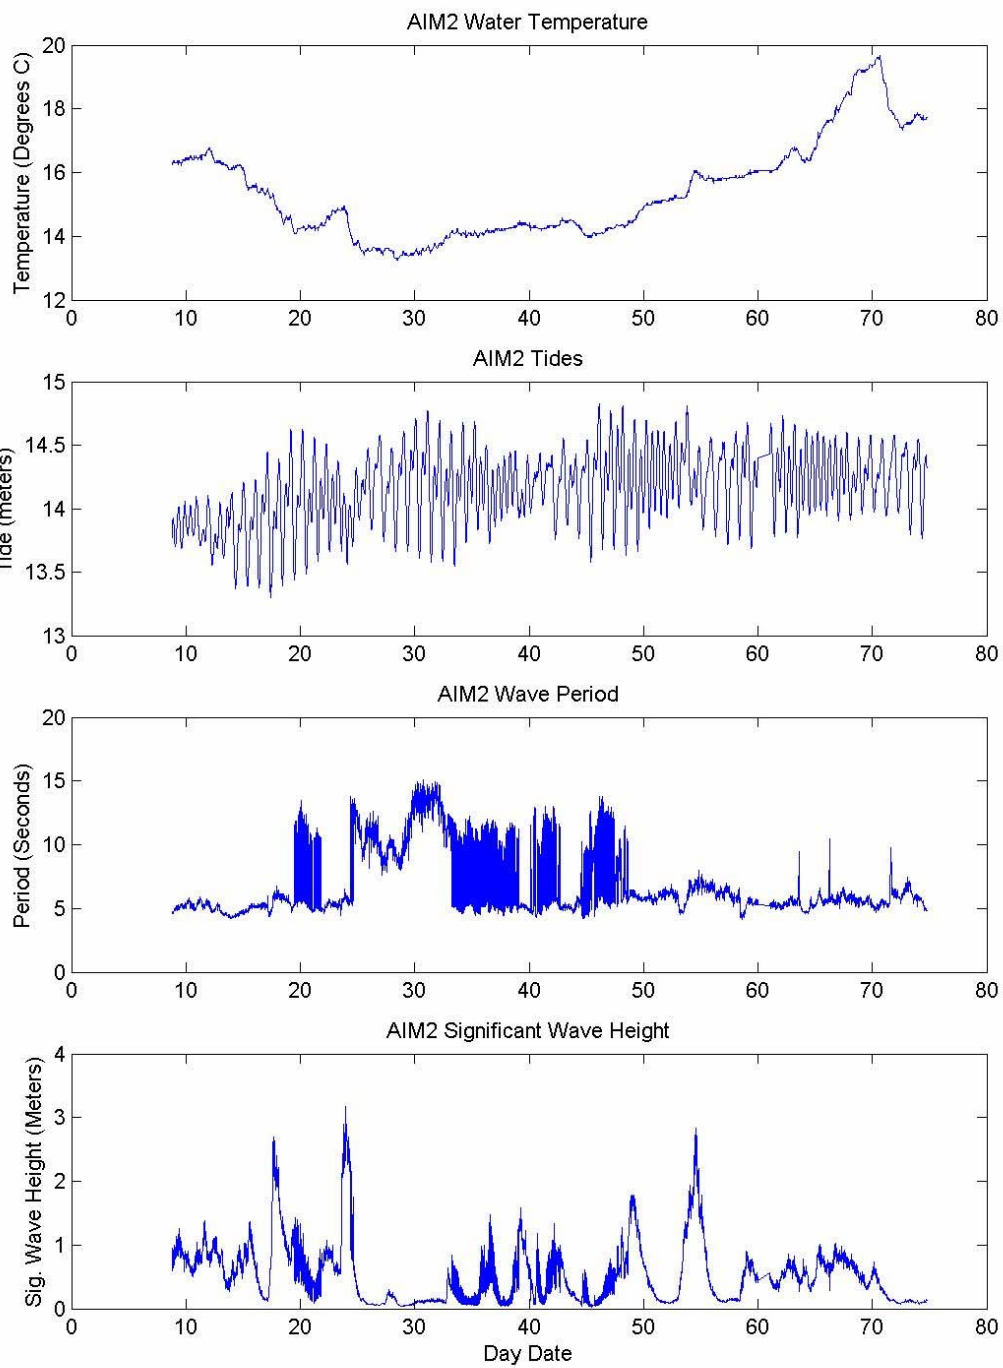 AIM2 Water Temperature
20
18
16
14
12
Temperature (Degrees C)
0 10 20 30 40 50 60 70 80
AIM2 Tides
15
14.5
14
13.5
13
Tide (meters)
0 10 20 30 40 50 60 70 80
AIM2 Wave Period
20
15
10
5
0
Period (Seconds)
0 10 20 30 40 50 60 70 80
AIM2 Significant Wave Height
4
3
2
1
0
Sig. Wave Height (Meters)
0 10 20 30 40 50 60 70 80
Day Date